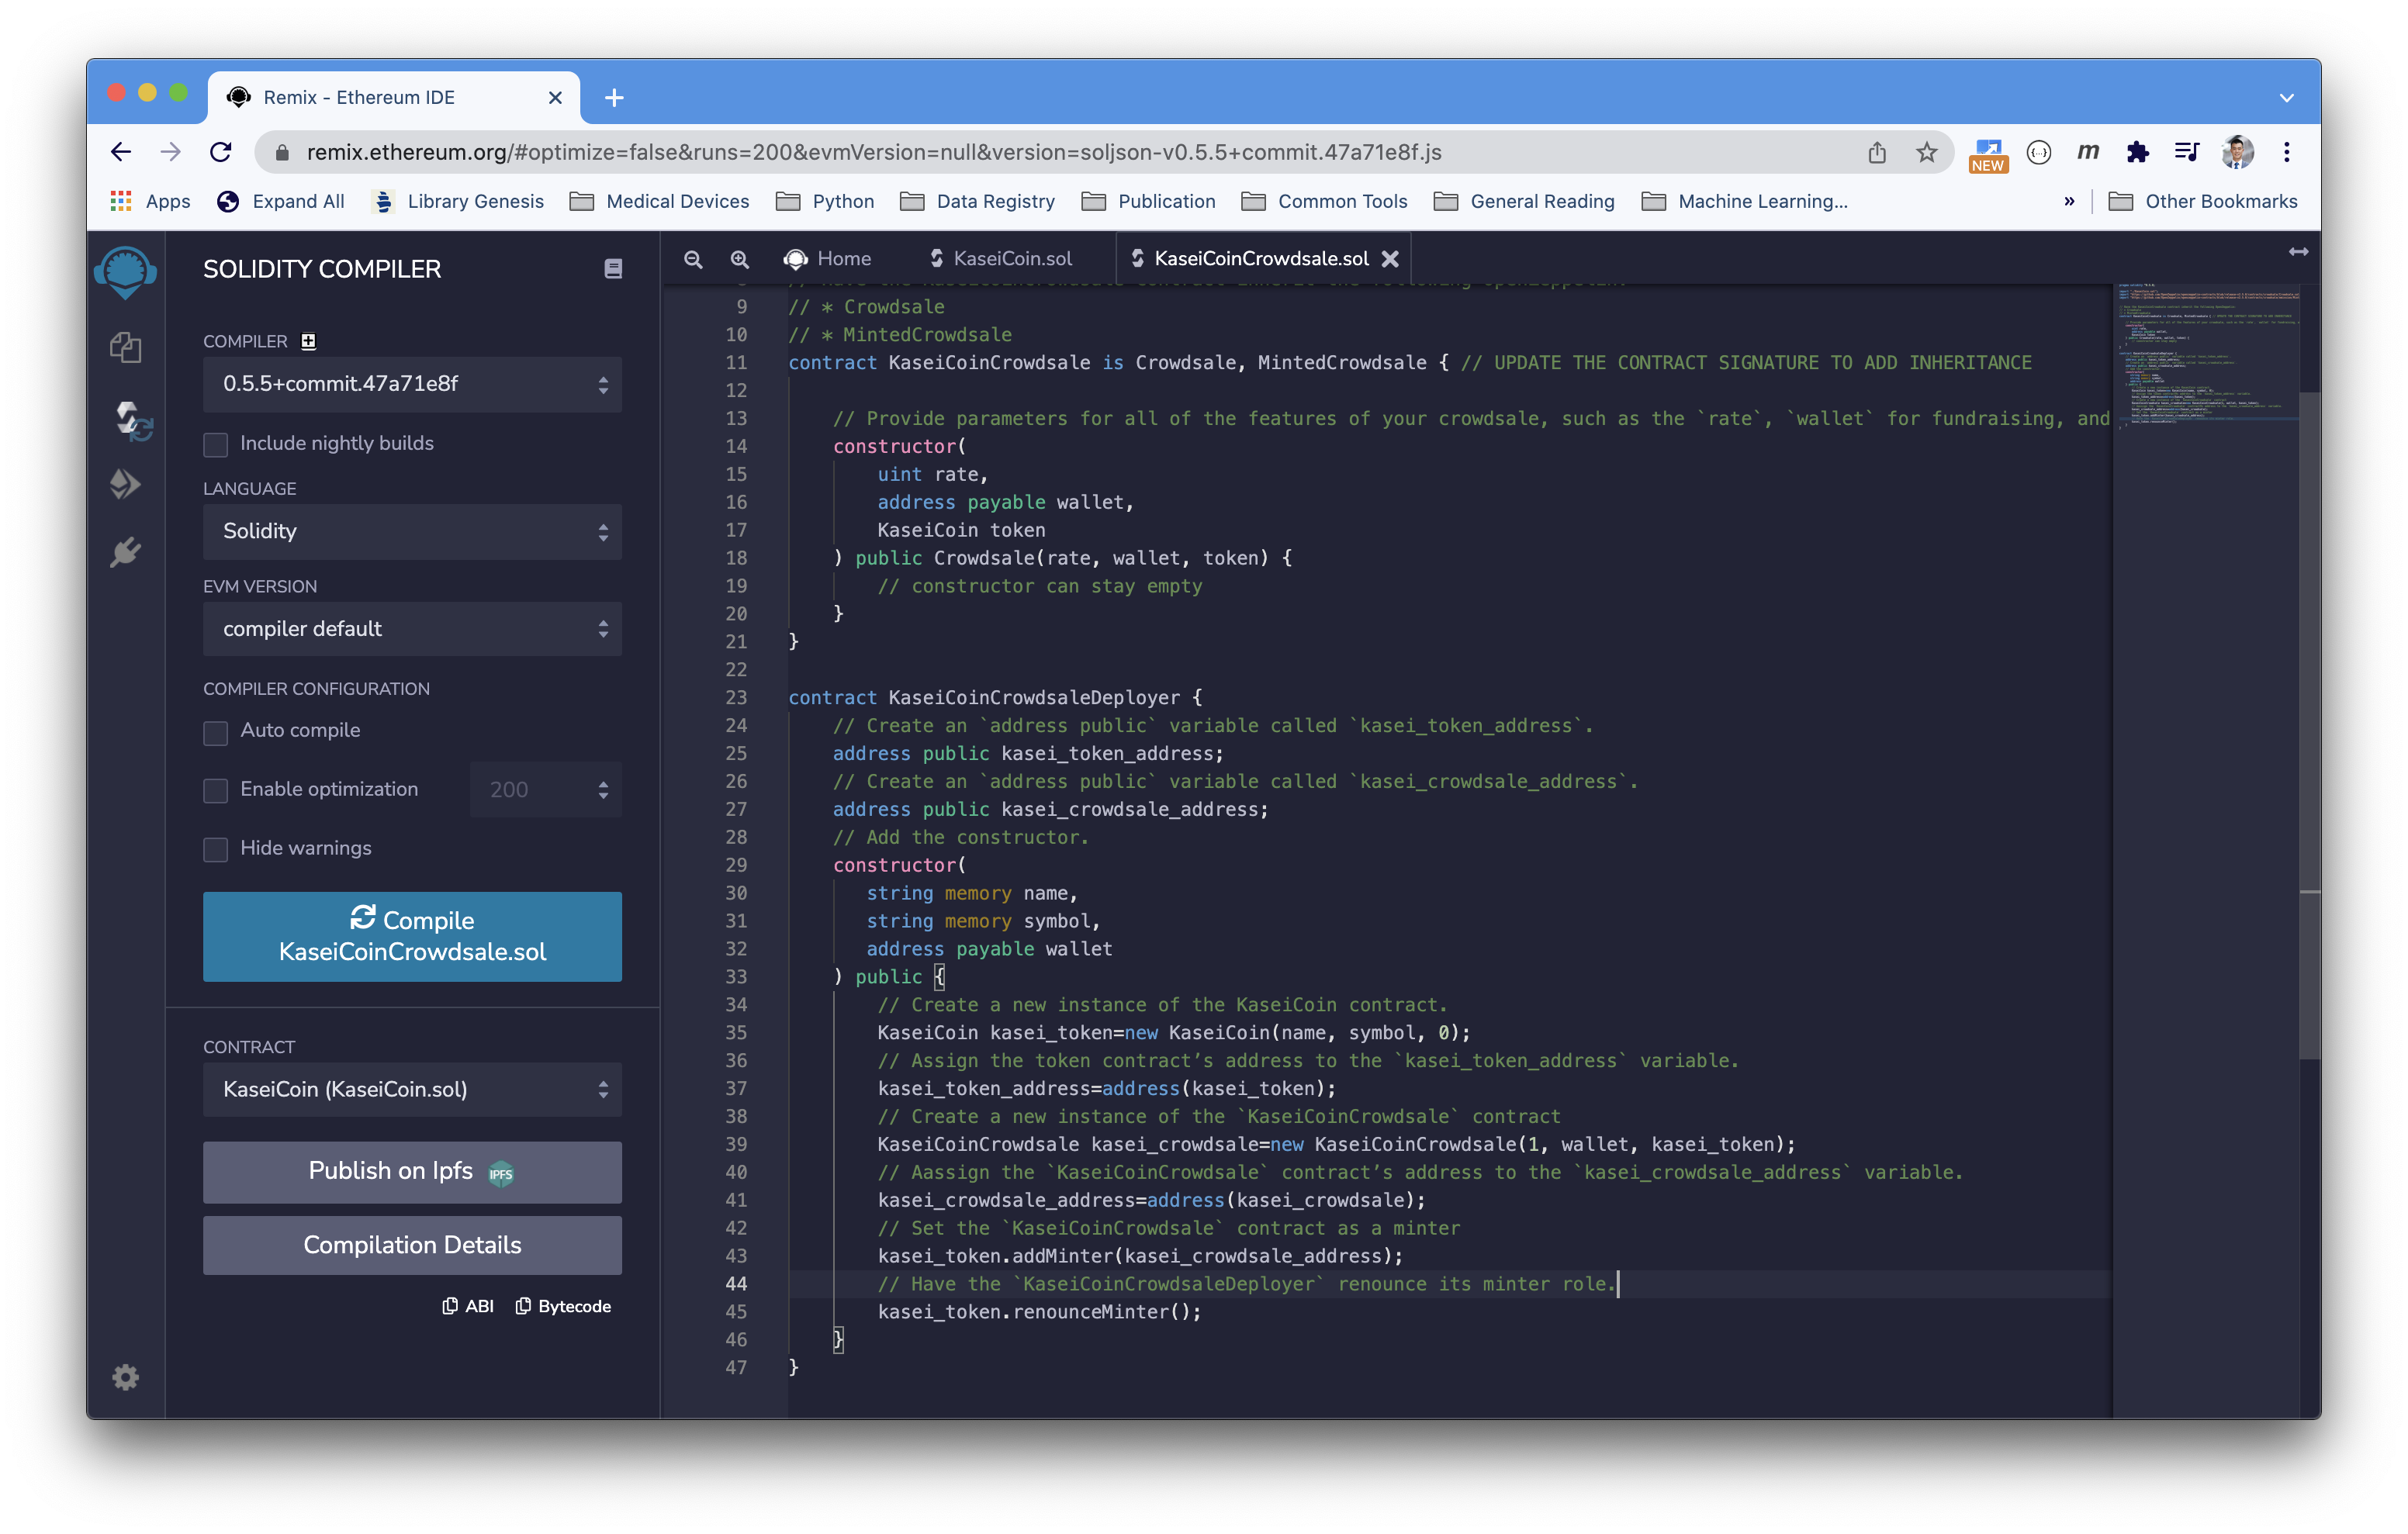 Remix - Ethereum IDE
remix.ethereum.org/#optimize=false&runs=200&evmVersion=null&version=soljson-v0.5.5+commit.47a71e8f.js
NEW
m
Apps
Expand All
Library Genesis
Medical Devices
Python
Data Registry
Publication
Common Tools
General Reading
Machine Learning...
»
Other Bookmarks
SOLIDITY COMPILER
COMPILER
0.5.5+commit.47a71e8f
Include nightly builds
LANGUAGE
Solidity
EVM VERSION
compiler default
COMPILER CONFIGURATION
Auto compile
Enable optimization
200
Hide warnings
Compile
KaseiCoinCrowdsale.sol
CONTRACT
KaseiCoin (KaseiCoin.sol)
Publish on Ipfs
IPFS
Compilation Details
ABI
Bytecode
Home
KaseiCoin.sol
KaseiCoinCrowdsale.sol
9 // * Crowdsale
10 // * MintedCrowdsale
11 contract KaseiCoinCrowdsale is Crowdsale, MintedCrowdsale { // UPDATE THE CONTRACT SIGNATURE TO ADD INHERITANCE
12
13 // Provide parameters for all of the features of your crowdsale, such as the `rate`, `wallet` for fundraising, and
14 constructor(
15 uint rate,
16 address payable wallet,
17 KaseiCoin token
18 ) public Crowdsale(rate, wallet, token) {
19 // constructor can stay empty
20 }
21 }
22
23 contract KaseiCoinCrowdsaleDeployer {
24 // Create an `address public` variable called `kasei_token_address`.
25 address public kasei_token_address;
26 // Create an `address public` variable called `kasei_crowdsale_address`.
27 address public kasei_crowdsale_address;
28 // Add the constructor.
29 constructor(
30 string memory name,
31 string memory symbol,
32 address payable wallet
33 ) public {
34 // Create a new instance of the KaseiCoin contract.
35 KaseiCoin kasei_token=new KaseiCoin(name, symbol, 0);
36 // Assign the token contract’s address to the `kasei_token_address` variable.
37 kasei_token_address=address(kasei_token);
38 // Create a new instance of the `KaseiCoinCrowdsale` contract
39 KaseiCoinCrowdsale kasei_crowdsale=new KaseiCoinCrowdsale(1, wallet, kasei_token);
40 // Aassign the `KaseiCoinCrowdsale` contract’s address to the `kasei_crowdsale_address` variable.
41 kasei_crowdsale_address=address(kasei_crowdsale);
42 // Set the `KaseiCoinCrowdsale` contract as a minter
43 kasei_token.addMinter(kasei_crowdsale_address);
44 // Have the `KaseiCoinCrowdsaleDeployer` renounce its minter role.
45 kasei_token.renounceMinter();
46 }
47 }